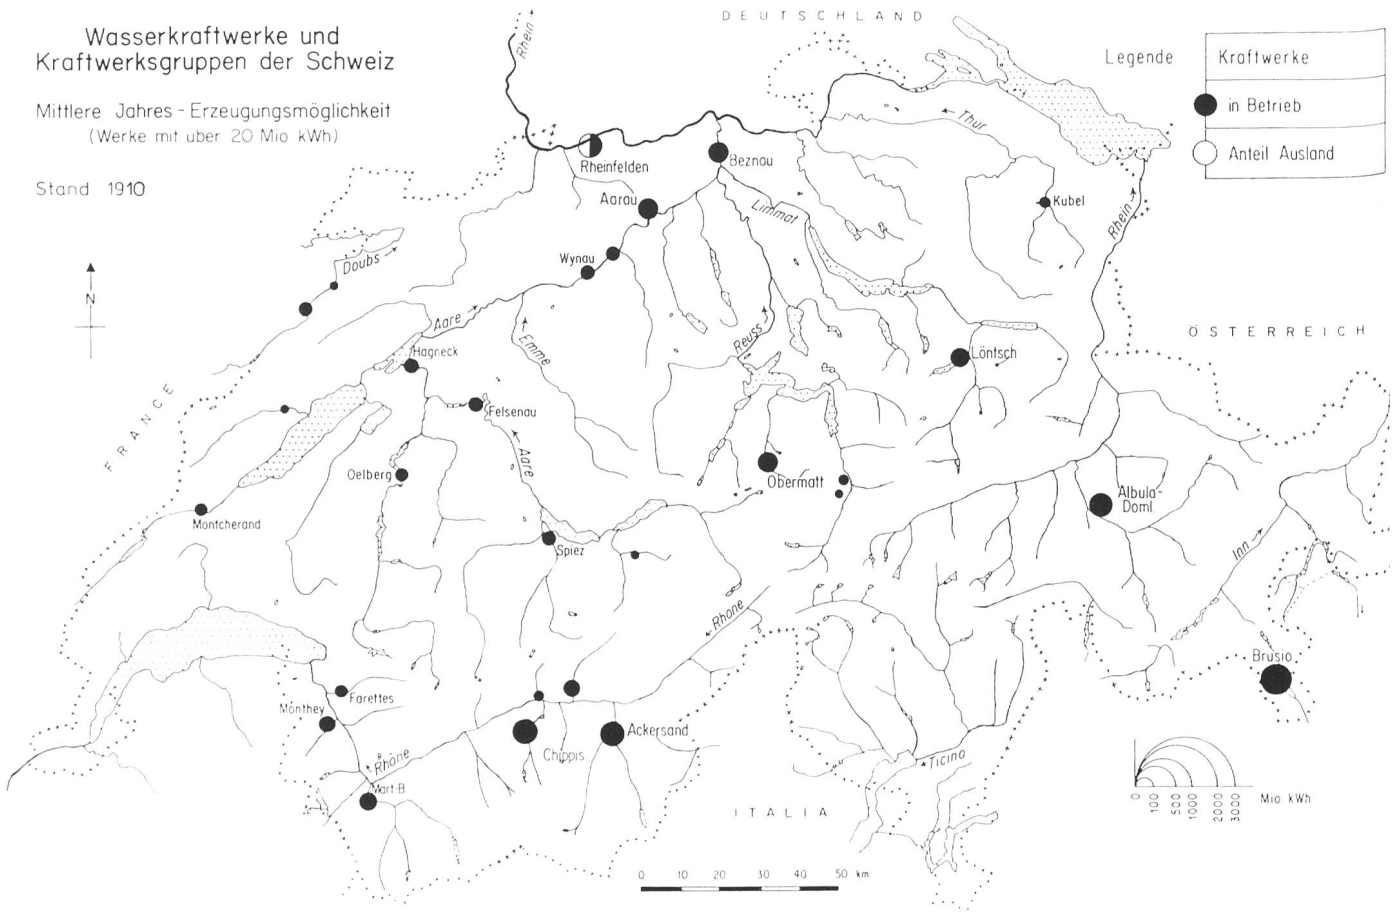 Wasserkraftwerke und
Kraftwerksgruppen der Schweiz
Mittlere Jahres-Erzeugungsmöglichkeit
(Werke mit über 20 Mio kWh)
Stand 1910
N
DEUTSCHLAND
Legende
Kraftwerke
in Betrieb
Anteil Ausland
Rhein
Rheinfelden
Beznau
Thur
Aarau
Limmat
Kubel
Rhein
Wynau
Doubs
Aare
Emme
Reuss
ÖSTERREICH
Hagneck
Löntsch
FRANCE
Felsenau
Aare
Oelberg
Obermatt
Albula-
Doml.
Montcherand
Spiez
Inn
Rhone
Brusio
Farettes
Monthey
Ackersand
Chippis
Rhône
Ticino
Mart-B
ITALIA
0 100 500 1000 2000 3000 Mio kWh
0 10 20 30 40 50 km